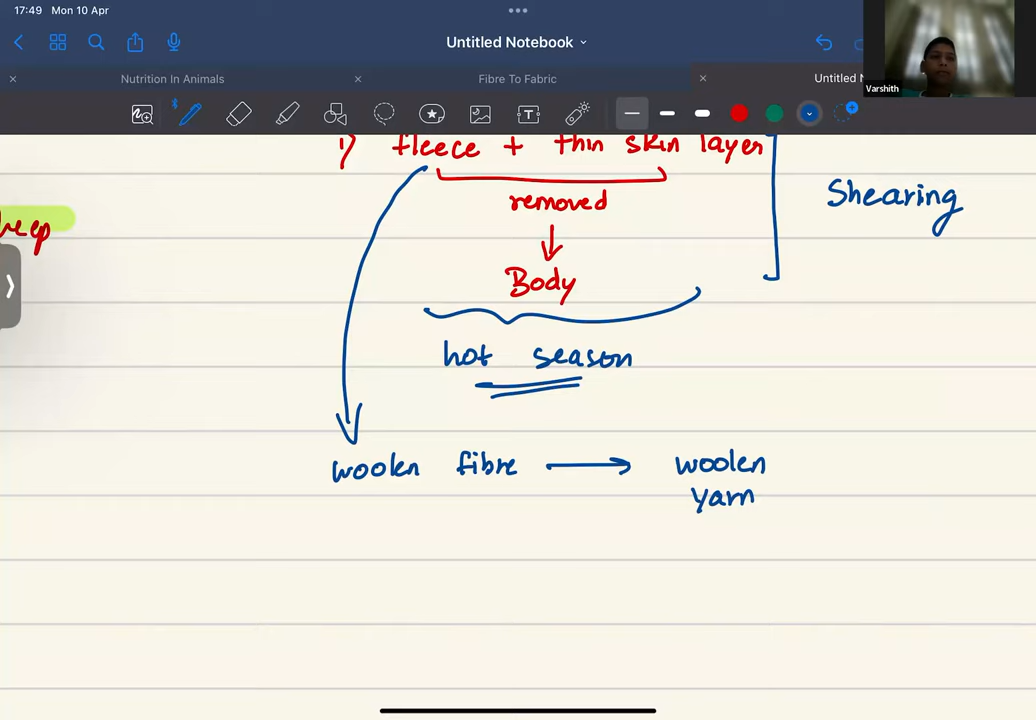 17:49 Mon 10 Apr
Untitled Notebook
Varshith
Nutrition In Animals
Fibre To Fabric
Untitled N
1) fleece + thin skin layer
removed
Body
Shearing
hot season
woolen fibre → woolen
yarn